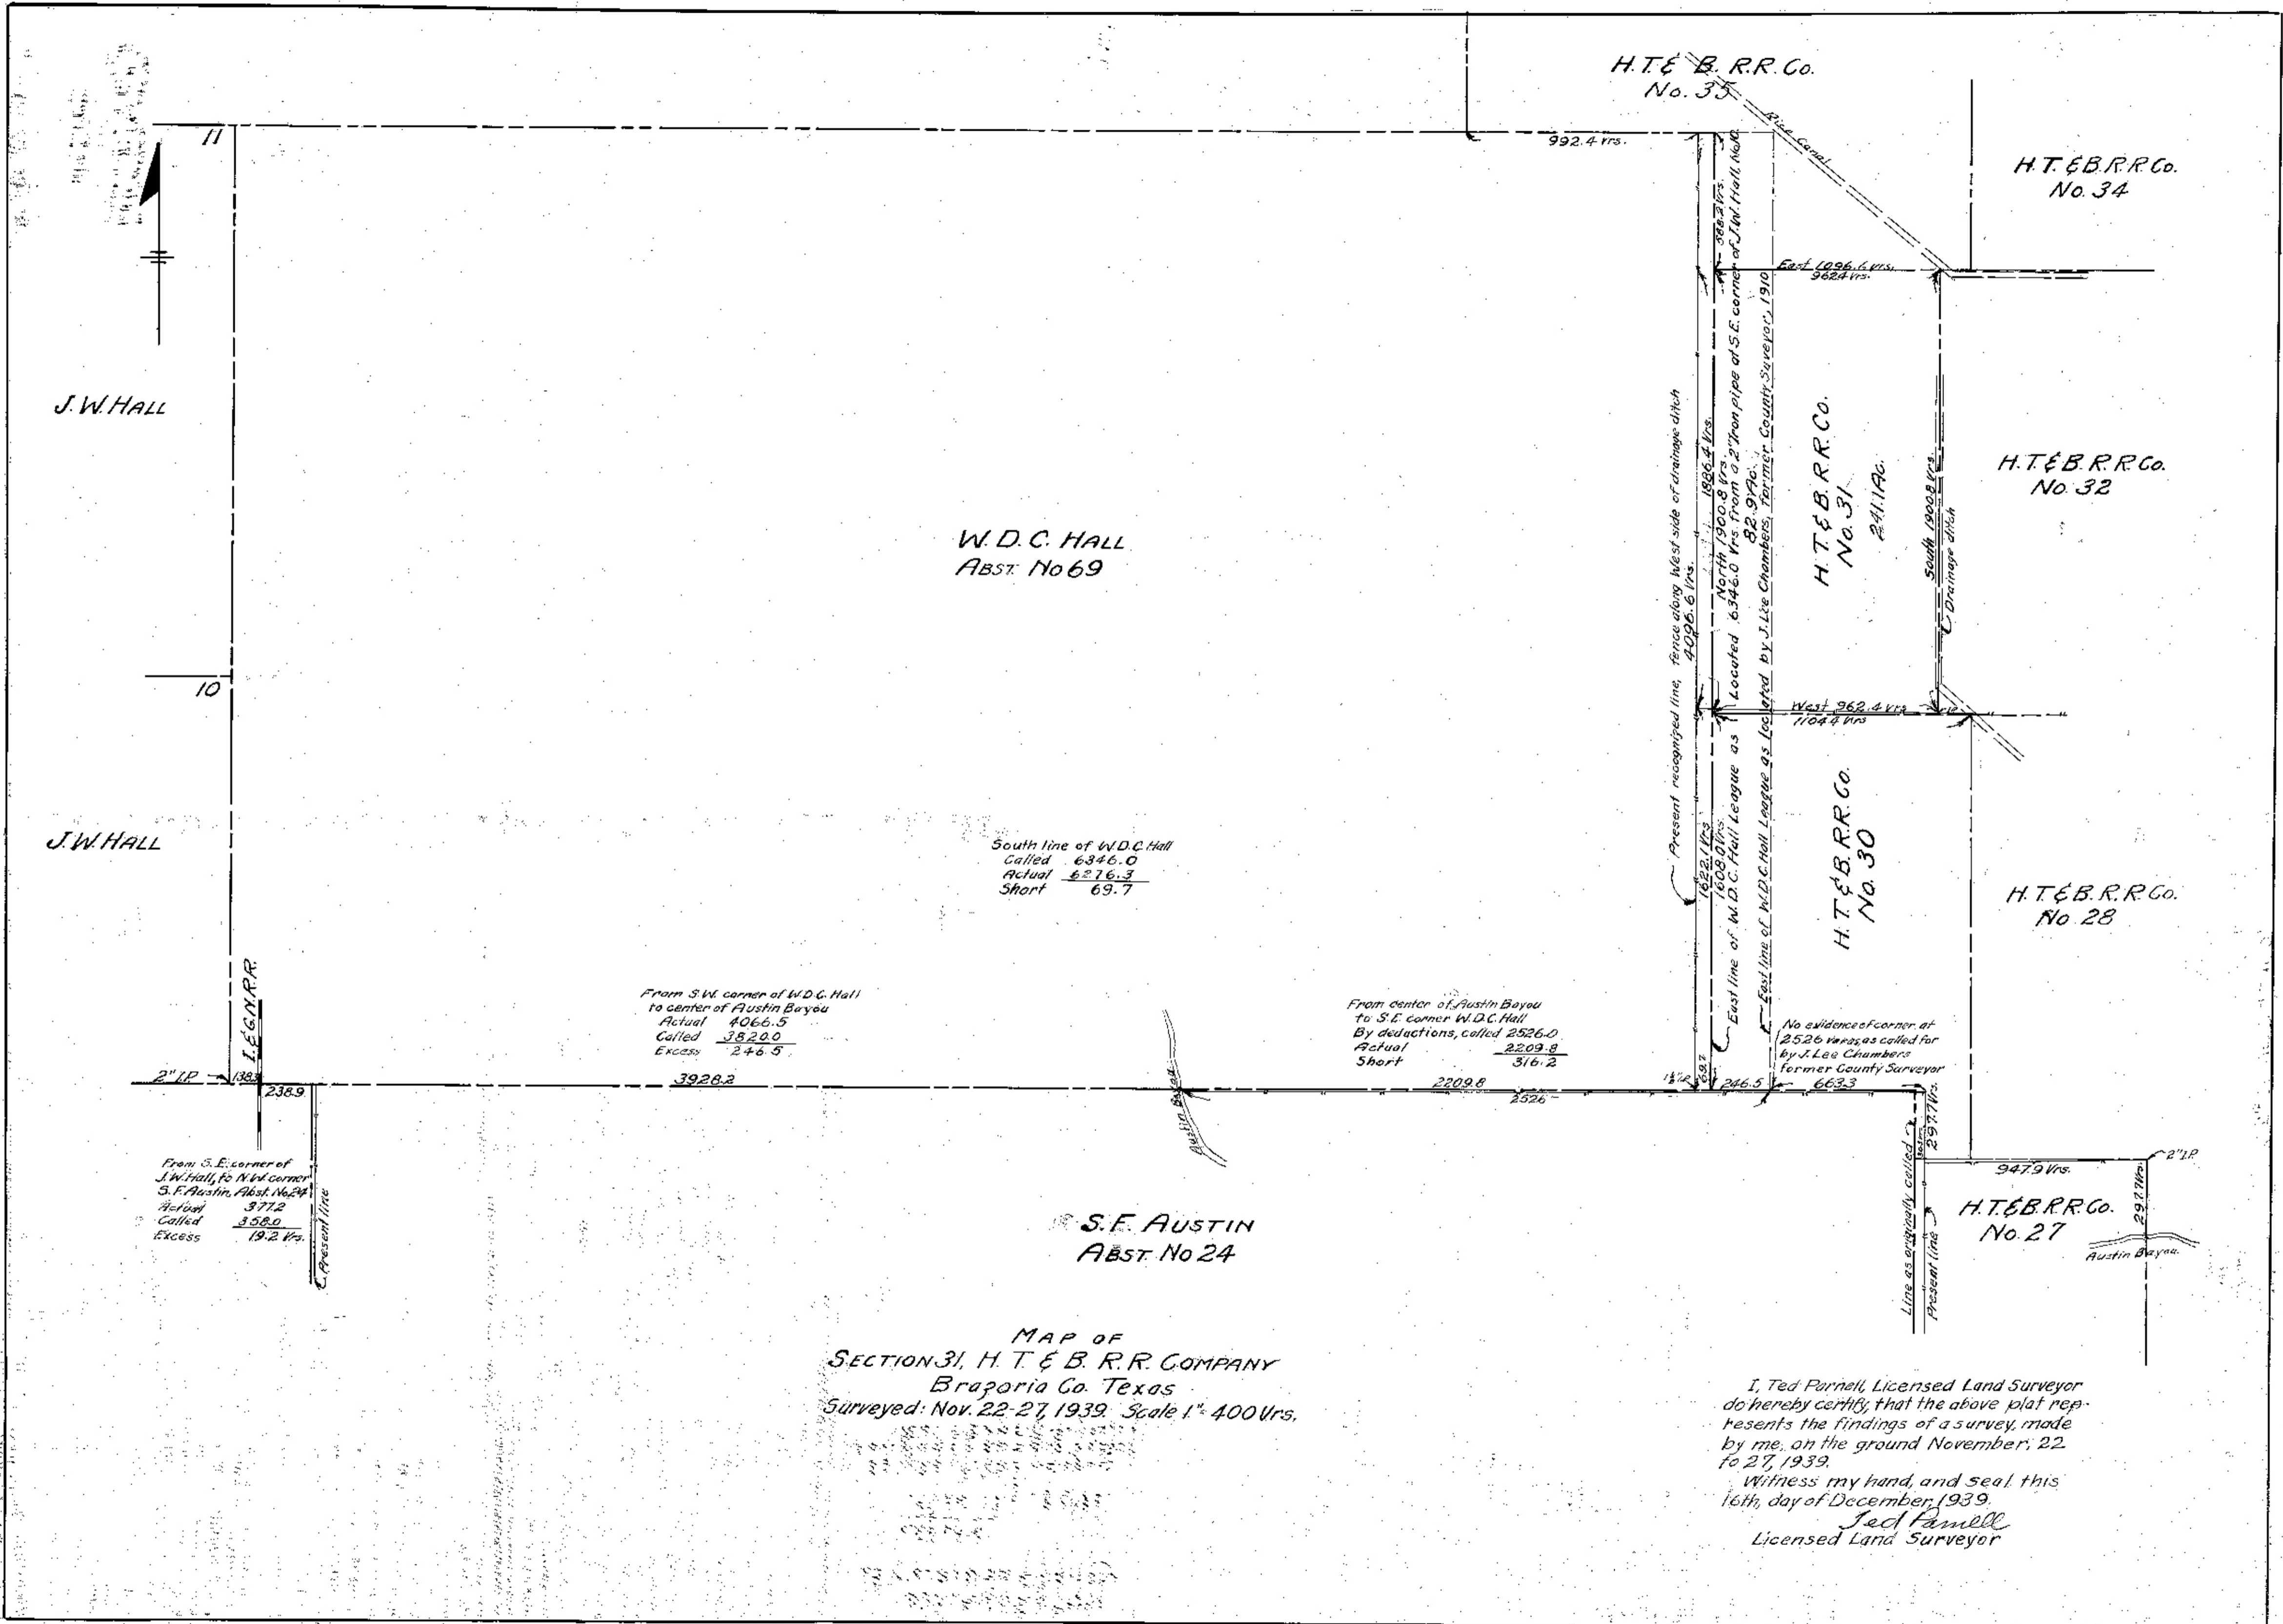 H.T. & B. R.R. Co.
No. 35
Rice Canal
11
992.4 vrs.
H.T. & B.R.R. Co.
No. 34
588.2 Vrs.
East 1096.6 vrs.
962.4 vrs.
J.W. HALL
W.D.C. HALL
ABST. No 69
Present recognized line, fence along West side of drainage ditch
4096.6 Vrs.
1886.4 Vrs.
North 1900.8 Vrs.
East line of W.D.C. Hall League as Located 6346.0 Vrs. from a 2" Iron pipe at S.E. corner of J.W. Hall, No.10
82.9 Ac.
East line of W.D.C. Hall League as located by J. Lee Chambers, former County Surveyor, 1910
H.T. & B. R.R. Co.
No. 31
241.1 Ac.
South 1900.8 Vrs.
Drainage ditch
H.T. & B. R.R. Co.
No. 32
10
West 962.4 vrs
1104.4 vrs
J.W. HALL
South line of W.D.C. Hall
Called 6346.0
Actual 6276.3
Short 69.7
1622.1 Vrs
1608.0 Vrs.
H.T. & B. R.R. Co.
No. 30
H.T. & B. R.R. Co.
No. 28
I. & G.N.R.R.
From S.W. corner of W.D.C. Hall
to center of Austin Bayou
Actual 4066.5
Called 3820.0
Excess 246.5
From center of Austin Bayou
to S.E. corner W.D.C. Hall
By deductions, called 2526.0
Actual 2209.8
Short 316.2
No evidence of corner at
2526 varas, as called for
by J. Lee Chambers
former County Surveyor
2" I.P.
138.3
238.9
3928.2
Austin Bayou
2209.8
2526
69.7
246.5
663.3
297.7 Vrs.
From S.E. corner of
J.W. Hall, to N.W. corner
S.F. Austin, Abst. No 24
Actual 377.2
Called 358.0
Excess 19.2 Vrs.
Present line
S.F. AUSTIN
ABST. No 24
Line as originally called
Present line
947.9 Vrs.
2" I.P.
H.T. & B.R.R. Co.
No. 27
297.7 Vrs.
Austin Bayou
MAP OF
SECTION 31, H. T. & B. R.R. COMPANY
Brazoria Co. Texas
Surveyed: Nov. 22-27, 1939. Scale 1" = 400 Vrs.
I, Ted Parnell, Licensed Land Surveyor
do hereby certify, that the above plat rep-
resents the findings of a survey, made
by me, on the ground November, 22
to 27, 1939.
Witness my hand, and seal this
16th, day of December, 1939.
Ted Parnell
Licensed Land Surveyor